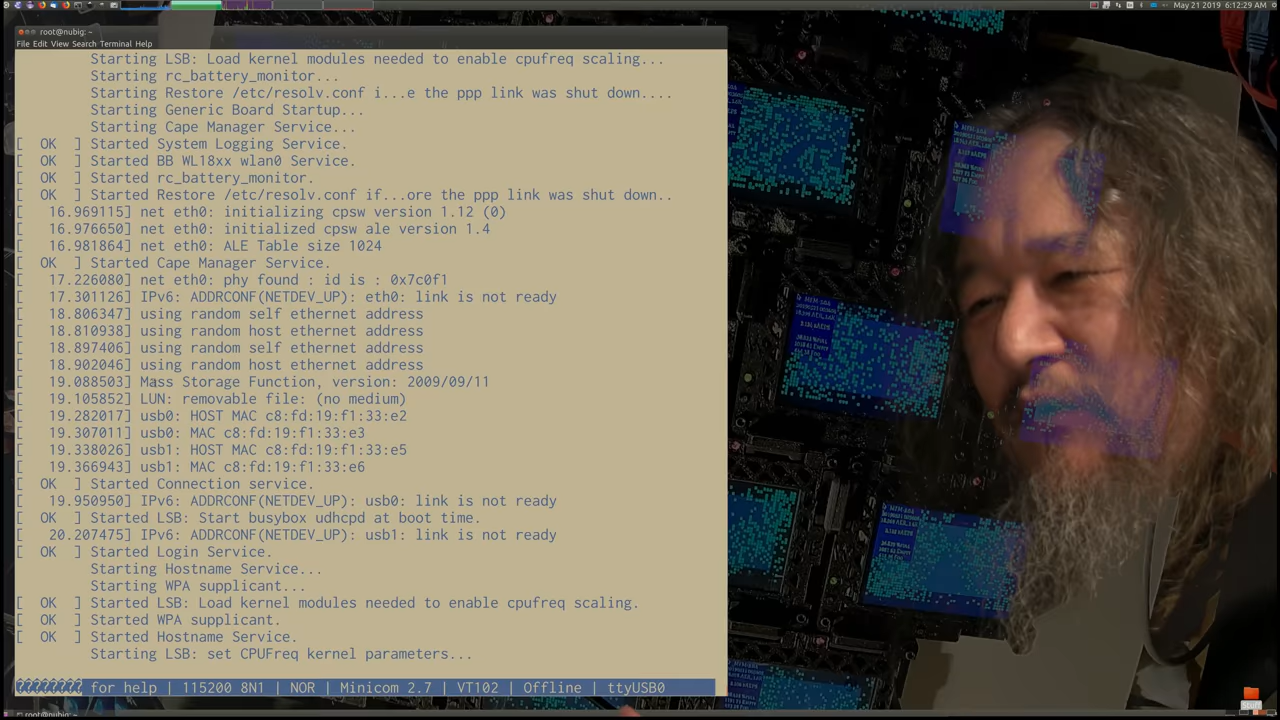 May 21 2019 , 6:12:29 AM
root@nubig: ~
File Edit View Search Terminal Help
Starting LSB: Load kernel modules needed to enable cpufreq scaling...
Starting rc_battery_monitor...
Starting Restore /etc/resolv.conf i...e the ppp link was shut down....
Starting Generic Board Startup...
Starting Cape Manager Service...
[ OK ] Started System Logging Service.
[ OK ] Started BB WL18xx wlan0 Service.
[ OK ] Started rc_battery_monitor.
[ OK ] Started Restore /etc/resolv.conf if...ore the ppp link was shut down..
[ 16.969115] net eth0: initializing cpsw version 1.12 (0)
[ 16.976650] net eth0: initialized cpsw ale version 1.4
[ 16.981864] net eth0: ALE Table size 1024
[ OK ] Started Cape Manager Service.
[ 17.226080] net eth0: phy found : id is : 0x7c0f1
[ 17.301126] IPv6: ADDRCONF(NETDEV_UP): eth0: link is not ready
[ 18.806347] using random self ethernet address
[ 18.810938] using random host ethernet address
[ 18.897406] using random self ethernet address
[ 18.902046] using random host ethernet address
[ 19.088503] Mass Storage Function, version: 2009/09/11
[ 19.105852] LUN: removable file: (no medium)
[ 19.282017] usb0: HOST MAC c8:fd:19:f1:33:e2
[ 19.307011] usb0: MAC c8:fd:19:f1:33:e3
[ 19.338026] usb1: HOST MAC c8:fd:19:f1:33:e5
[ 19.366943] usb1: MAC c8:fd:19:f1:33:e6
[ OK ] Started Connection service.
[ 19.950950] IPv6: ADDRCONF(NETDEV_UP): usb0: link is not ready
[ OK ] Started LSB: Start busybox udhcpd at boot time.
[ 20.207475] IPv6: ADDRCONF(NETDEV_UP): usb1: link is not ready
[ OK ] Started Login Service.
Starting Hostname Service...
Starting WPA supplicant...
[ OK ] Started LSB: Load kernel modules needed to enable cpufreq scaling.
[ OK ] Started WPA supplicant.
[ OK ] Started Hostname Service.
Starting LSB: set CPUFreq kernel parameters...
???????? for help | 115200 8N1 | NOR | Minicom 2.7 | VT102 | Offline | ttyUSB0
root@nubig: ~